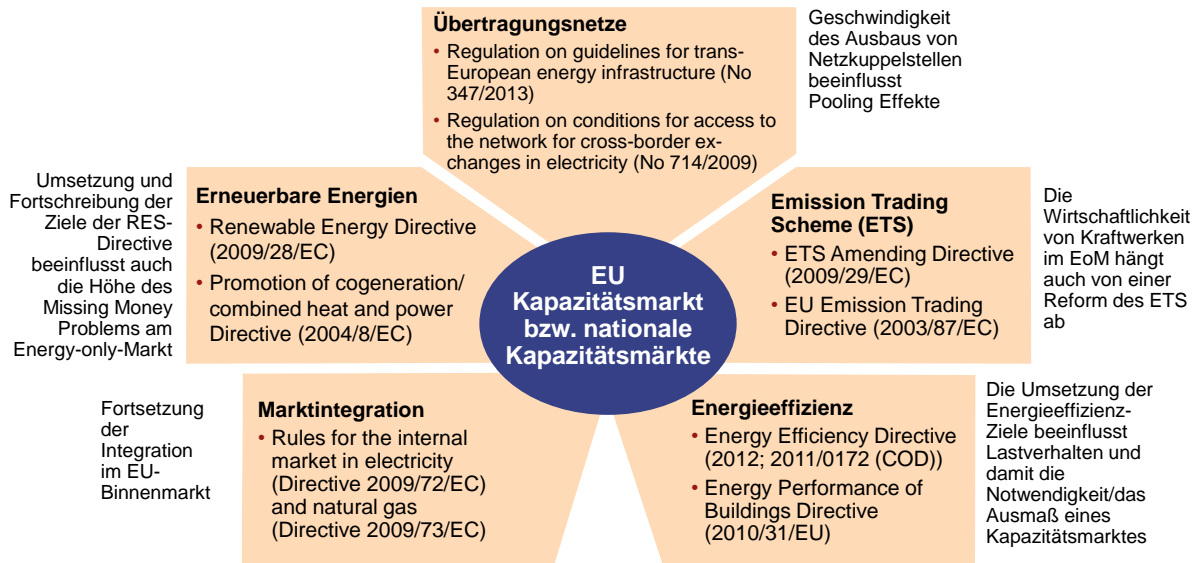 Übertragungsnetze
• Regulation on guidelines for trans-
European energy infrastructure (No
347/2013)
• Regulation on conditions for access to
the network for cross-border ex-
changes in electricity (No 714/2009)
Geschwindigkeit
des Ausbaus von
Netzkuppelstellen
beeinflusst
Pooling Effekte
Umsetzung und
Fortschreibung der
Ziele der RES-
Directive
beeinflusst auch
die Höhe des
Missing Money
Problems am
Energy-only-Markt
Erneuerbare Energien
• Renewable Energy Directive
(2009/28/EC)
• Promotion of cogeneration/
combined heat and power
Directive (2004/8/EC)
EU
Kapazitätsmarkt
bzw. nationale
Kapazitätsmärkte
Emission Trading
Scheme (ETS)
• ETS Amending Directive
(2009/29/EC)
• EU Emission Trading
Directive (2003/87/EC)
Die
Wirtschaftlichkeit
von Kraftwerken
im EoM hängt
auch von einer
Reform des ETS
ab
Fortsetzung
der
Integration
im EU-
Binnenmarkt
Marktintegration
• Rules for the internal
market in electricity
(Directive 2009/72/EC)
and natural gas
(Directive 2009/73/EC)
Energieeffizienz
• Energy Efficiency Directive
(2012; 2011/0172 (COD))
• Energy Performance of
Buildings Directive
(2010/31/EU)
Die Umsetzung der
Energieeffizienz-
Ziele beeinflusst
Lastverhalten und
damit die
Notwendigkeit/das
Ausmaß eines
Kapazitätsmarktes